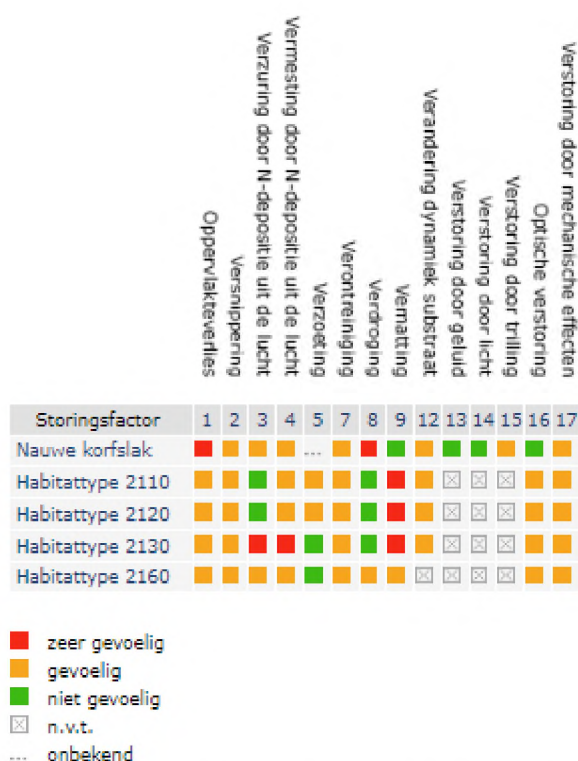 Oppervlakteverlies
Versnippering
Verzuring door N-depositie uit de lucht
Vermesting door N-depositie uit de lucht
Verzoeting
Verontreiniging
Verdroging
Vernatting
Verandering dynamiek substraat
Verstoring door geluid
Verstoring door licht
Verstoring door trilling
Optische verstoring
Verstoring door mechanische effecten
Storingsfactor 1 2 3 4 5 7 8 9 12 13 14 15 16 17
Nauwe korfslak ...
Habitattype 2110
Habitattype 2120
Habitattype 2130
Habitattype 2160
zeer gevoelig
gevoelig
niet gevoelig
n.v.t.
... onbekend